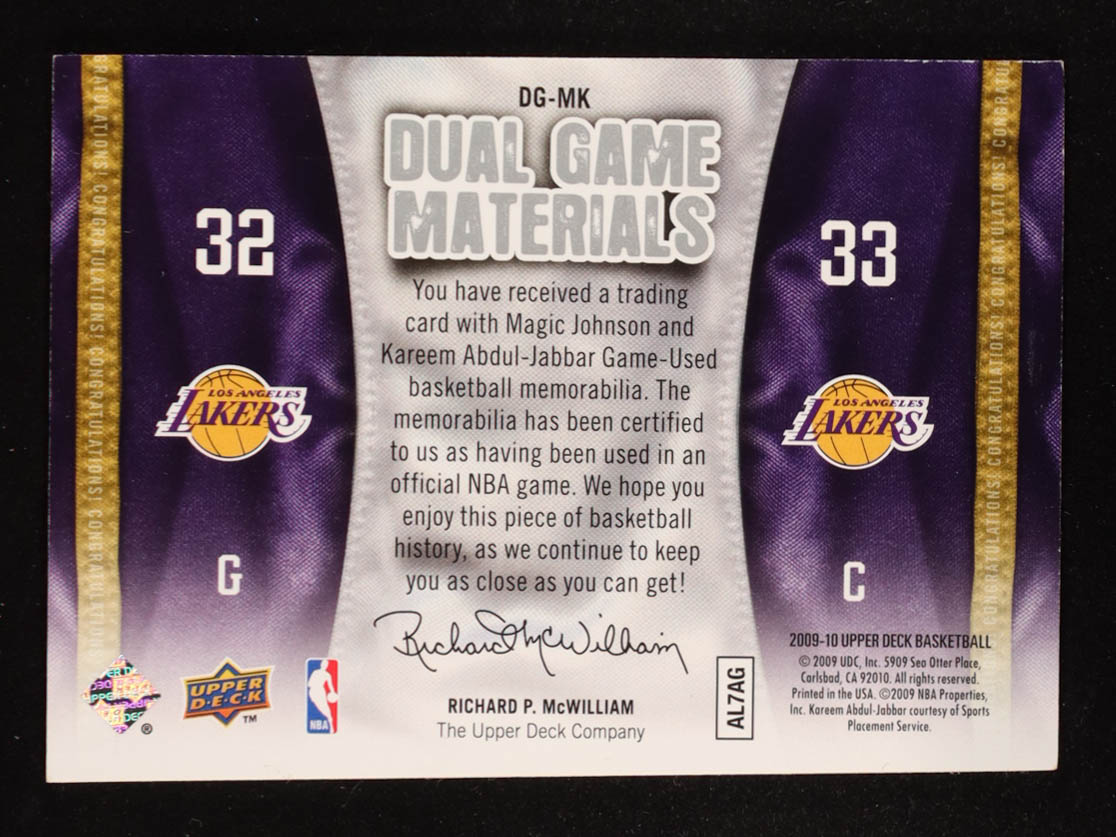 DG-MK
DUAL GAME
MATERIALS
32
33
You have received a trading
card with Magic Johnson and
Kareem Abdul-Jabbar Game-Used
basketball memorabilia. The
memorabilia has been certified
to us as having been used in an
official NBA game. We hope you
enjoy this piece of basketball
history, as we continue to keep
you as close as you can get!
LOS ANGELES
LAKERS
LOS ANGELES
LAKERS
G
C
Richard McWilliam
RICHARD P. McWILLIAM
The Upper Deck Company
UPPER
D·E·C·K
TM
®
NBA
AL7AG
2009-10 UPPER DECK BASKETBALL
© 2009 UDC, Inc. 5909 Sea Otter Place,
Carlsbad, CA 92010. All rights reserved.
Printed in the USA. ©2009 NBA Properties,
Inc. Kareem Abdul-Jabbar courtesy of Sports
Placement Service.
CONGRATULATIONS! CONGRATULATIONS! CONGRATULATIONS!
CONGRATULATIONS! CONGRATULATIONS! CONGRATULATIONS!